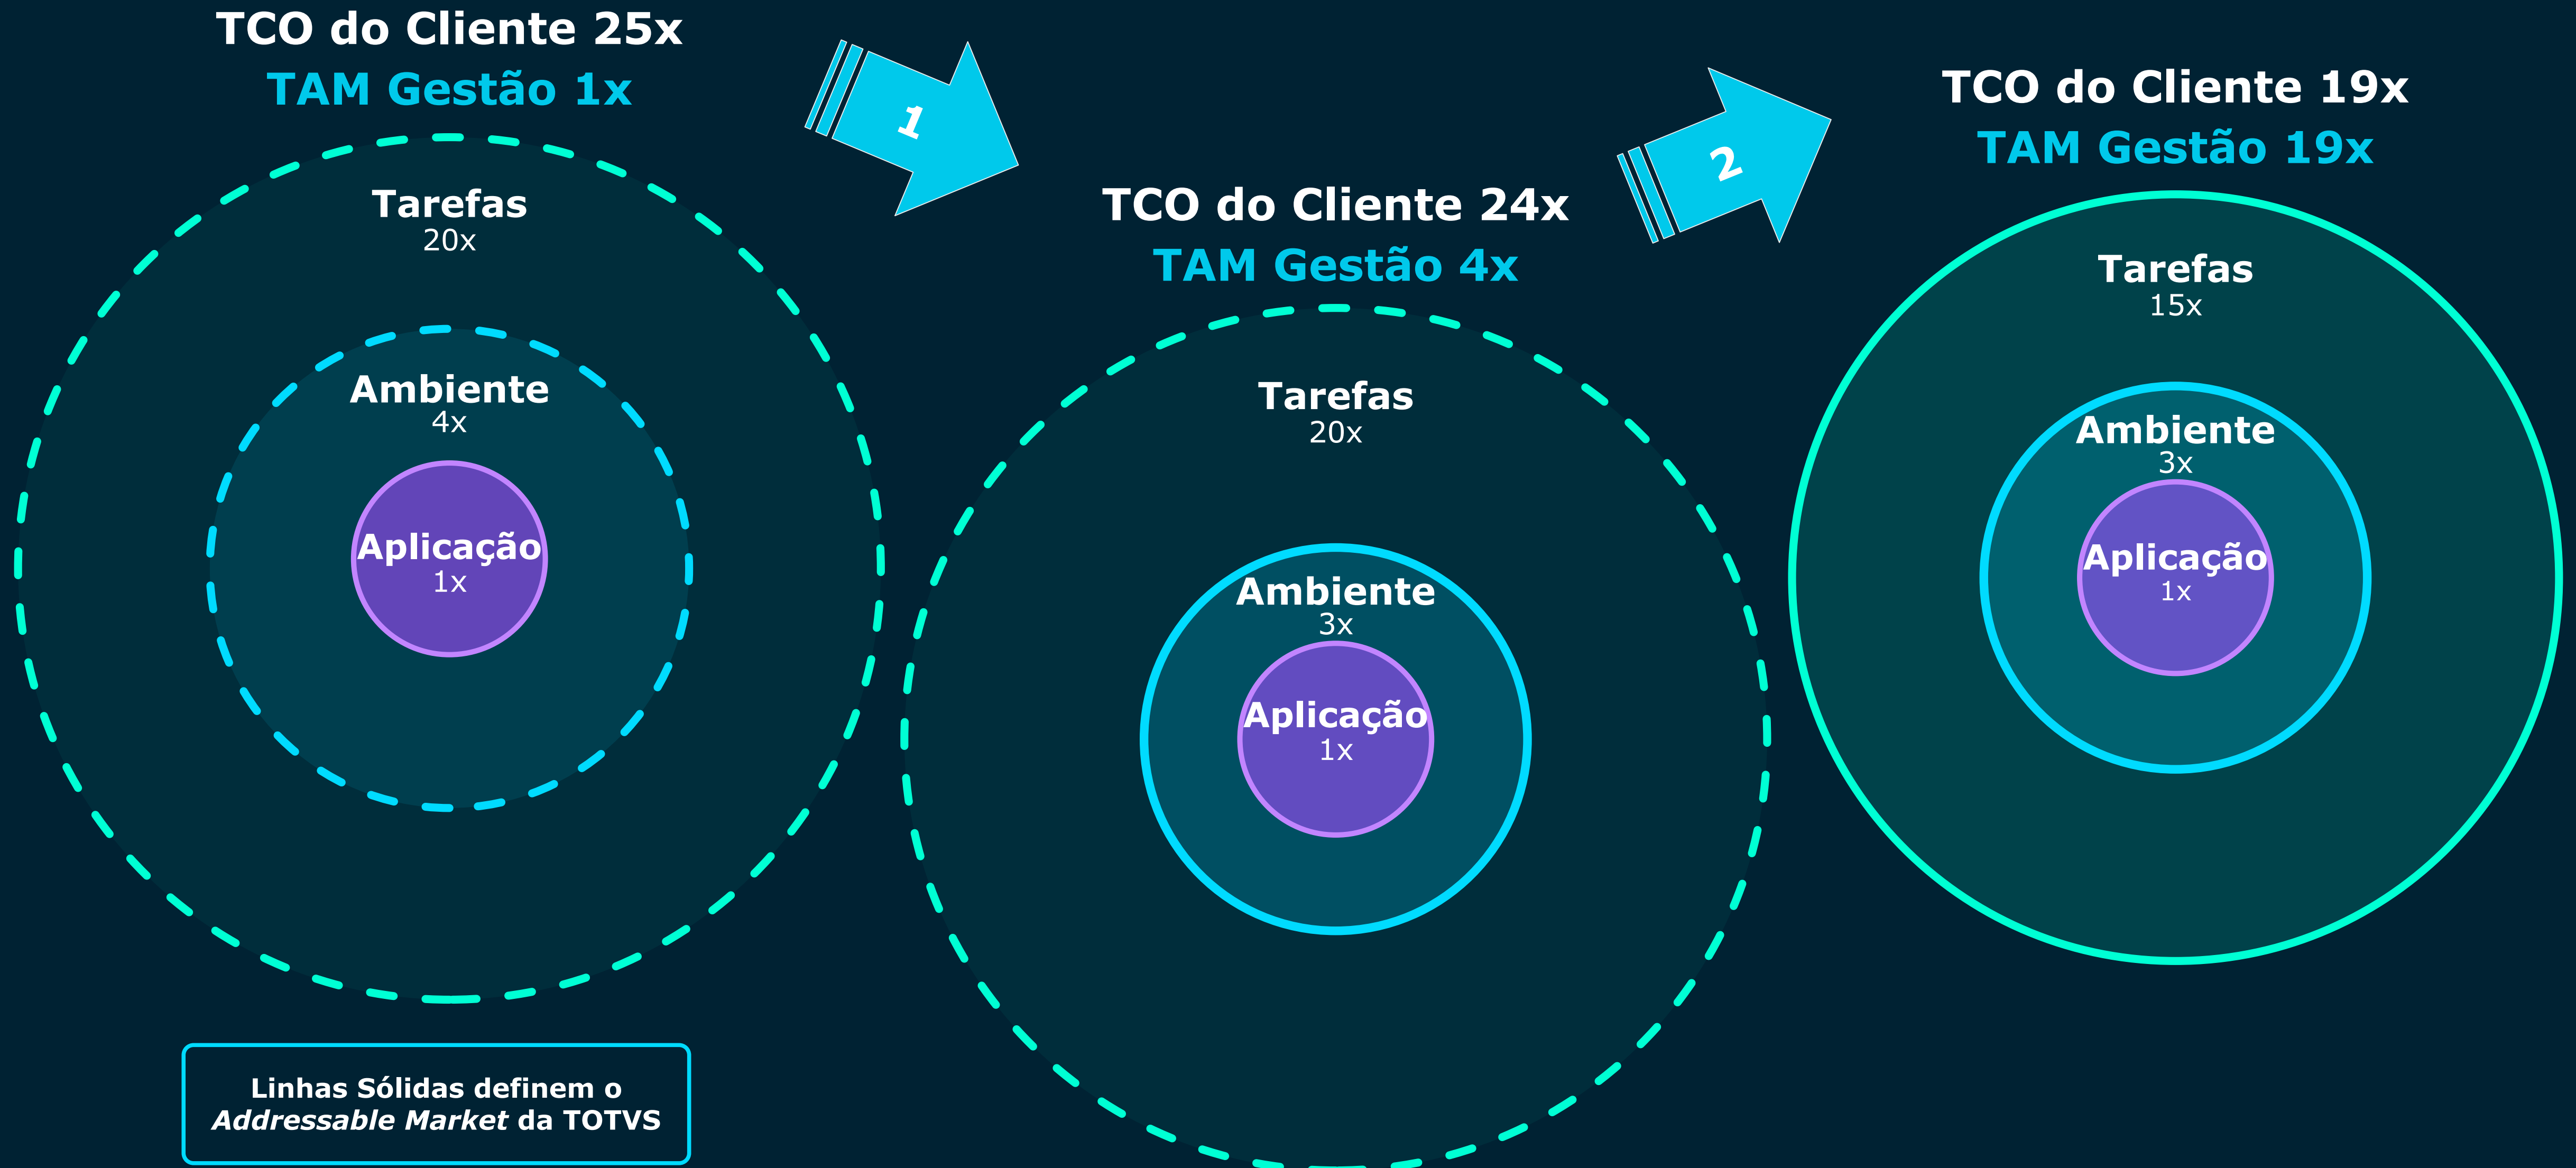 TCO do Cliente 25x
TAM Gestão 1x
Tarefas
20x
Ambiente
4x
Aplicação
1x
1
TCO do Cliente 24x
TAM Gestão 4x
Tarefas
20x
Ambiente
3x
Aplicação
1x
2
TCO do Cliente 19x
TAM Gestão 19x
Tarefas
15x
Ambiente
3x
Aplicação
1x
Linhas Sólidas definem o
Addressable Market da TOTVS